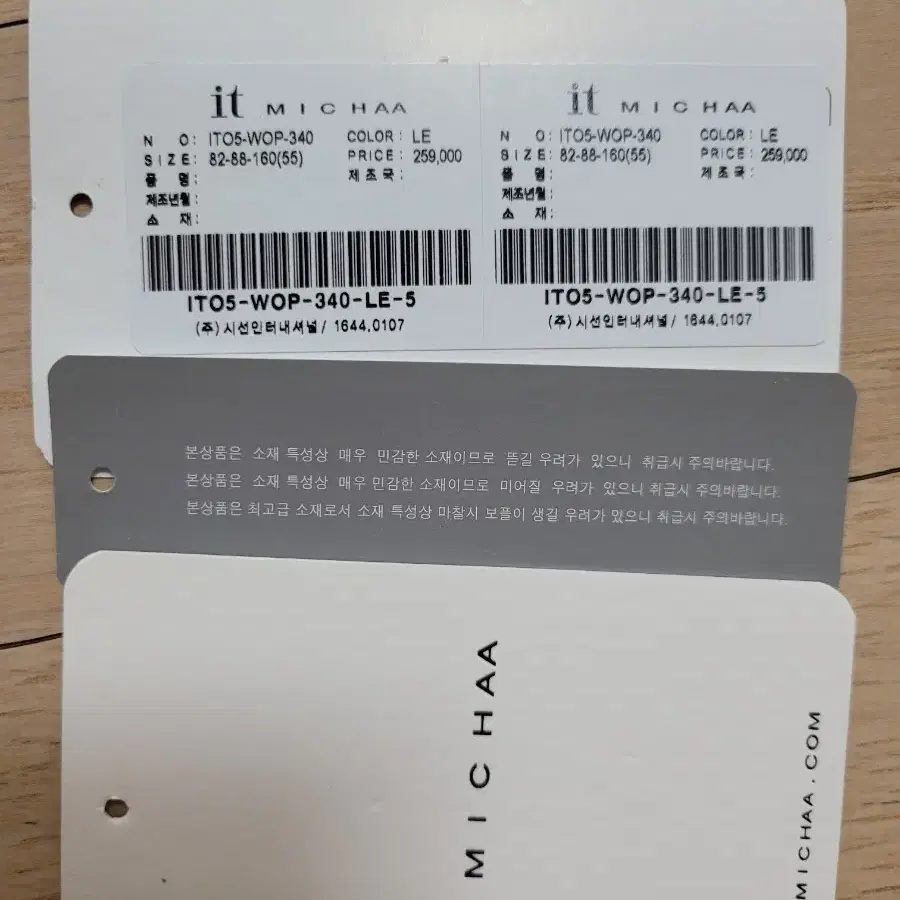 it MICHAA
N O: ITO5-WOP-340 COLOR: LE
SIZE: 82-88-160(55) PRICE: 259,000
품 명: 제조국:
제조년월:
소 재:
ITO5-WOP-340-LE-5
(주)시선인터내셔널/ 1644.0107
it MICHAA
N O: ITO5-WOP-340 COLOR: LE
SIZE: 82-88-160(55) PRICE: 259,000
품 명: 제조국:
제조년월:
소 재:
ITO5-WOP-340-LE-5
(주)시선인터내셔널/ 1644.0107
본상품은 소재 특성상 매우 민감한 소재이므로 뜯길 우려가 있으니 취급시 주의바랍니다.
본상품은 소재 특성상 매우 민감한 소재이므로 미어질 우려가 있으니 취급시 주의바랍니다.
본상품은 최고급 소재로서 소재 특성상 마찰시 보풀이 생길 우려가 있으니 취급시 주의바랍니다.
MICHAA
MICHAA.COM